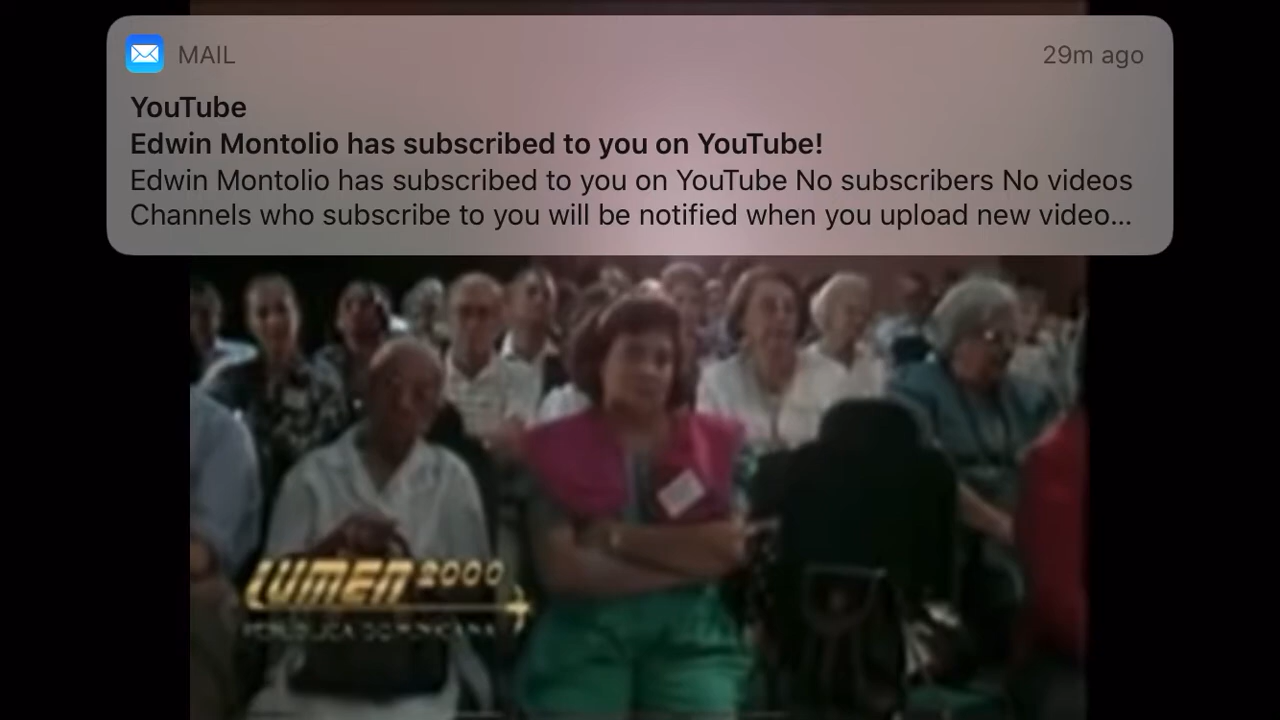 MAIL
29m ago
YouTube
Edwin Montolio has subscribed to you on YouTube!
Edwin Montolio has subscribed to you on YouTube No subscribers No videos
Channels who subscribe to you will be notified when you upload new video...
LUMEN 2000
REPUBLICA DOMINICANA